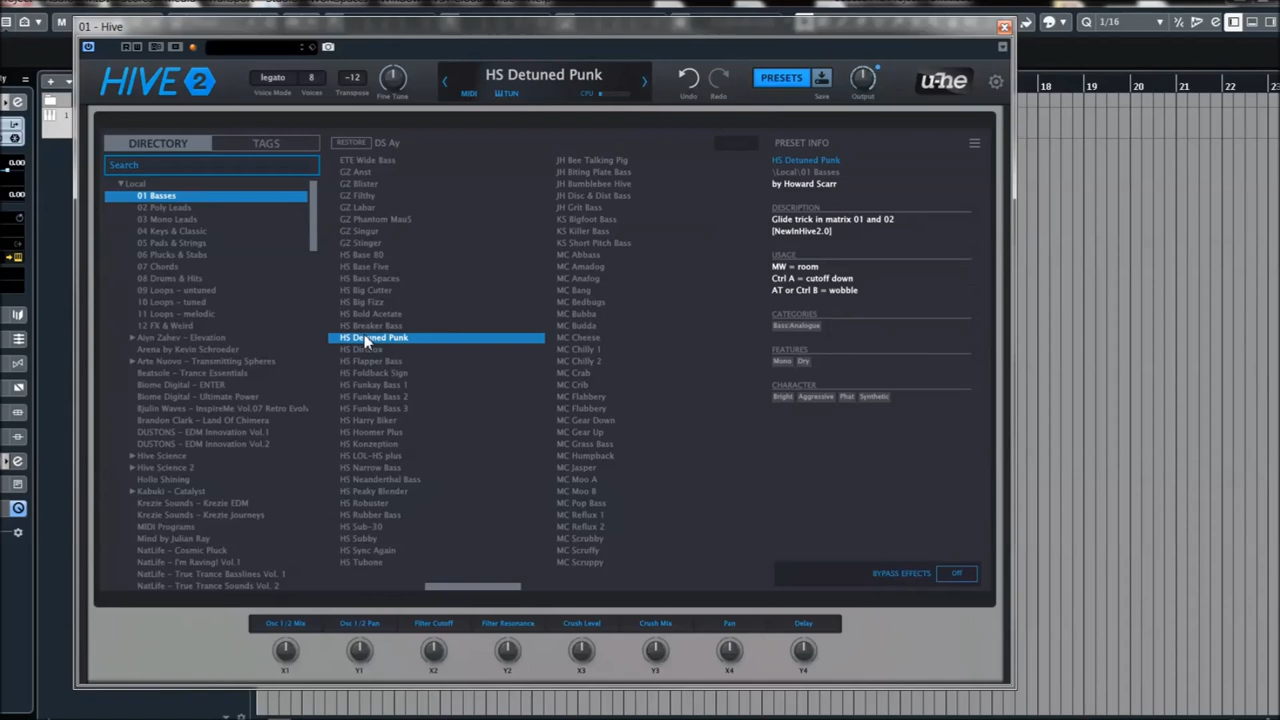 01 - Hive
M
1/16
HIVE 2
legato
8
-12
Voice Mode
Voices
Transpose
Fine Tune
HS Detuned Punk
MIDI
TUN
CPU
Undo
Redo
PRESETS
Save
Output
u-he
18
19
20
21
22
23
1
0.00
0.00
DIRECTORY
TAGS
RESTORE
DS Ay
Search
Local
01 Basses
02 Poly Leads
03 Mono Leads
04 Keys & Classic
05 Pads & Strings
06 Plucks & Stabs
07 Chords
08 Drums & Hits
09 Loops - untuned
10 Loops - tuned
11 Loops - melodic
12 FX & Weird
Aiyn Zahev - Elevation
Arena by Kevin Schroeder
Arte Nuovo - Transmitting Spheres
Beatsole - Trance Essentials
Biome Digital - ENTER
Biome Digital - Ultimate Power
Bjulin Waves - InspireMe Vol.07 Retro Evolu
Brandon Clark - Land Of Chimera
DUSTONS - EDM Innovation Vol.1
DUSTONS - EDM Innovation Vol.2
Hive Science
Hive Science 2
Hollo Shining
Kabuki - Catalyst
Krezie Sounds - Krezie EDM
Krezie Sounds - Krezie Journeys
MIDI Programs
Mind by Julian Ray
NatLife - Cosmic Pluck
NatLife - I'm Raving! Vol.1
NatLife - True Trance Basslines Vol. 1
NatLife - True Trance Sounds Vol. 2
ETE Wide Bass
GZ Anst
GZ Blister
GZ Filthy
GZ Labar
GZ Phantom Mau5
GZ Singur
GZ Stinger
HS Base 80
HS Base Five
HS Bass Spaces
HS Big Cutter
HS Big Fizz
HS Bold Acetate
HS Breaker Bass
HS Detuned Punk
HS
HS Flapper Bass
HS Foldback Sign
HS Funkay Bass 1
HS Funkay Bass 2
HS Funkay Bass 3
HS Harry Biker
HS Hoomer Plus
HS Konzeption
HS LOL-HS plus
HS Narrow Bass
HS Neanderthal Bass
HS Peaky Blender
HS Robuster
HS Rubber Bass
HS Sub-30
HS Subby
HS Sync Again
HS Tubone
JH Bee Talking Pig
JH Biting Plate Bass
JH Bumblebee Hive
JH Disc & Dist Bass
JH Grit Bass
KS Bigfoot Bass
KS Killer Bass
KS Short Pitch Bass
MC Abbass
MC Amadog
MC Analog
MC Bang
MC Bedbugs
MC Bubba
MC Budda
MC Cheese
MC Chilly 1
MC Chilly 2
MC Crab
MC Crib
MC Flabbery
MC Flubbery
MC Gear Down
MC Gear Up
MC Grass Bass
MC Humpback
MC Jasper
MC Moo A
MC Moo B
MC Pop Bass
MC Reflux 1
MC Reflux 2
MC Scrubby
MC Scruffy
MC Scruppy
PRESET INFO
HS Detuned Punk
\Local\01 Basses
by Howard Scarr
DESCRIPTION
Glide trick in matrix 01 and 02
[NewInHive2.0]
USAGE
MW = room
Ctrl A = cutoff down
AT or Ctrl B = wobble
CATEGORIES
Bass:Analogue
FEATURES
Mono
Dry
CHARACTER
Bright
Aggressive
Phat
Synthetic
BYPASS EFFECTS
Off
Osc 1/2 Mix
Osc 1/2 Pan
Filter Cutoff
Filter Resonance
Crush Level
Crush Mix
Pan
Delay
X1
Y1
X2
Y2
X3
Y3
X4
Y4